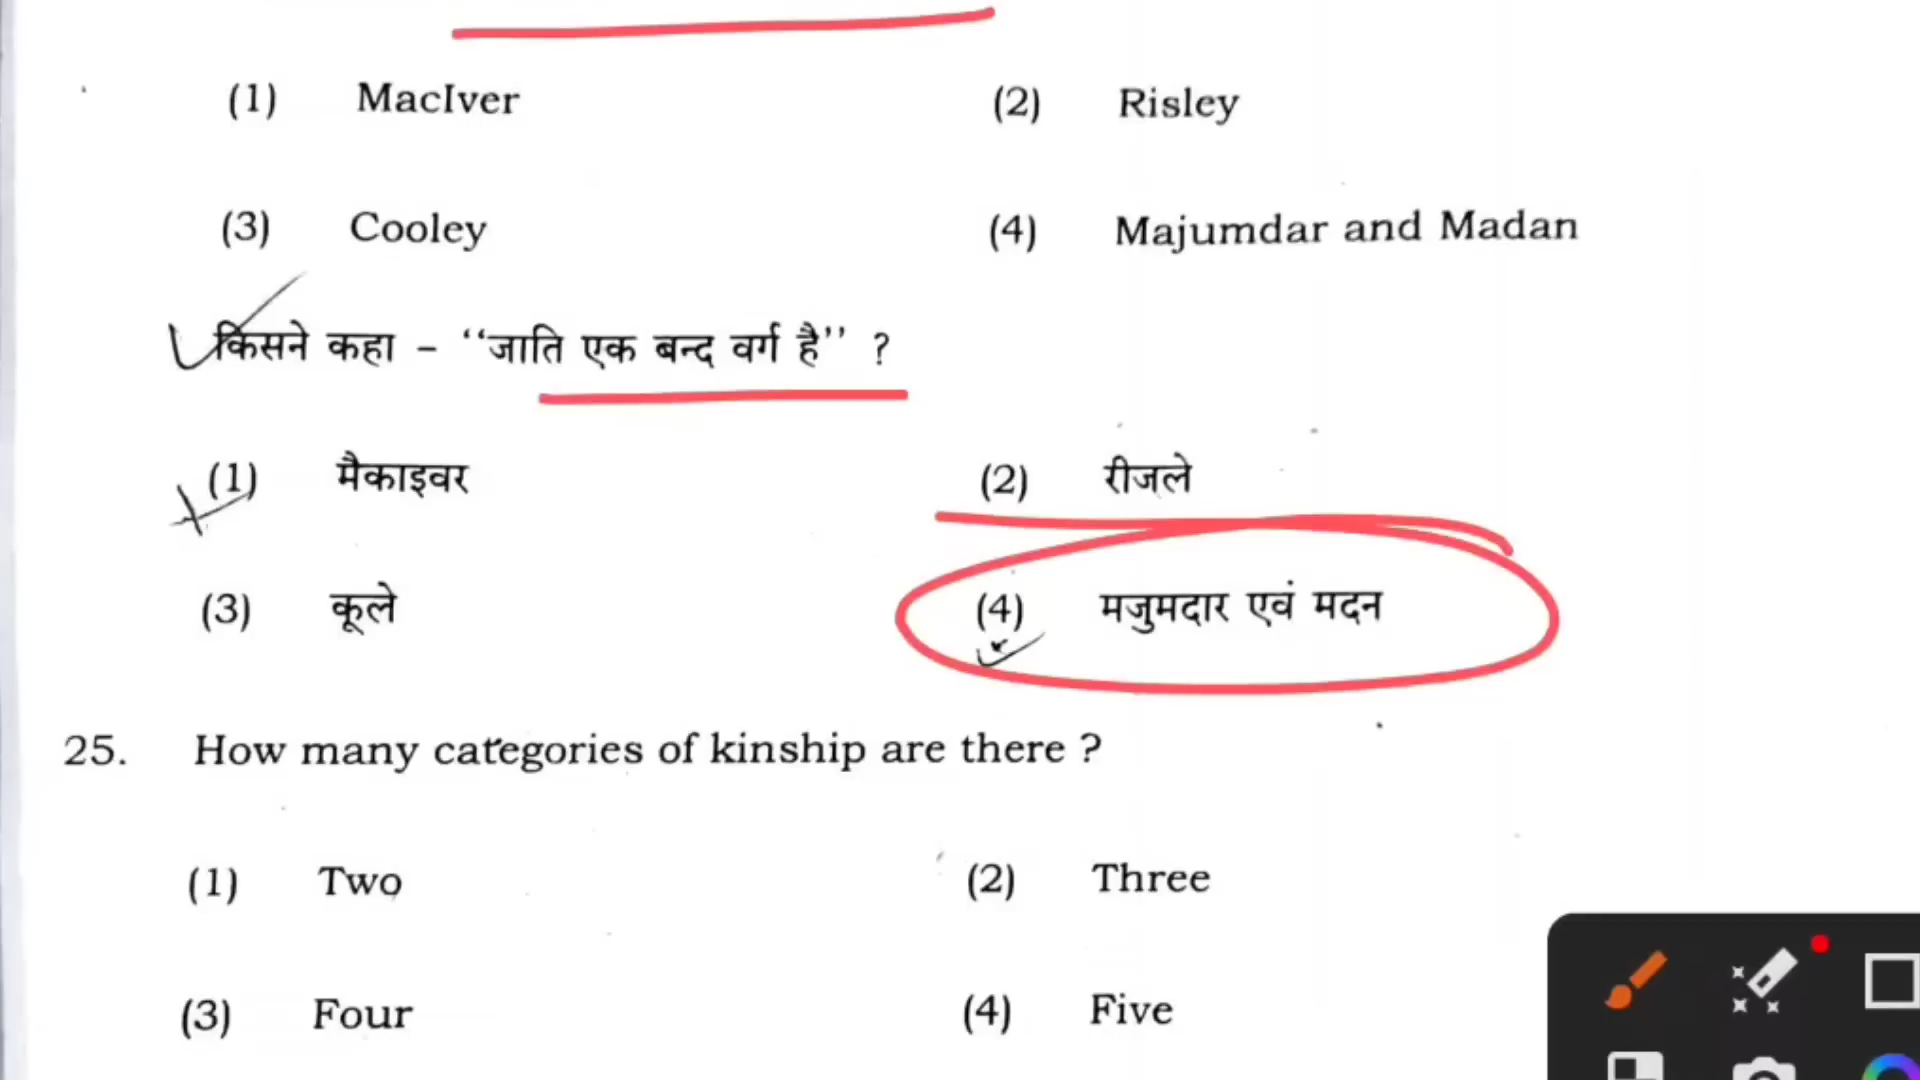 (1) MacIver (2) Risley
(3) Cooley (4) Majumdar and Madan
किसने कहा – ‘‘जाति एक बन्द वर्ग है’’ ?
(1) मैकाइवर (2) रीजले
(3) कूले (4) मजुमदार एवं मदन
25. How many categories of kinship are there ?
(1) Two (2) Three
(3) Four (4) Five